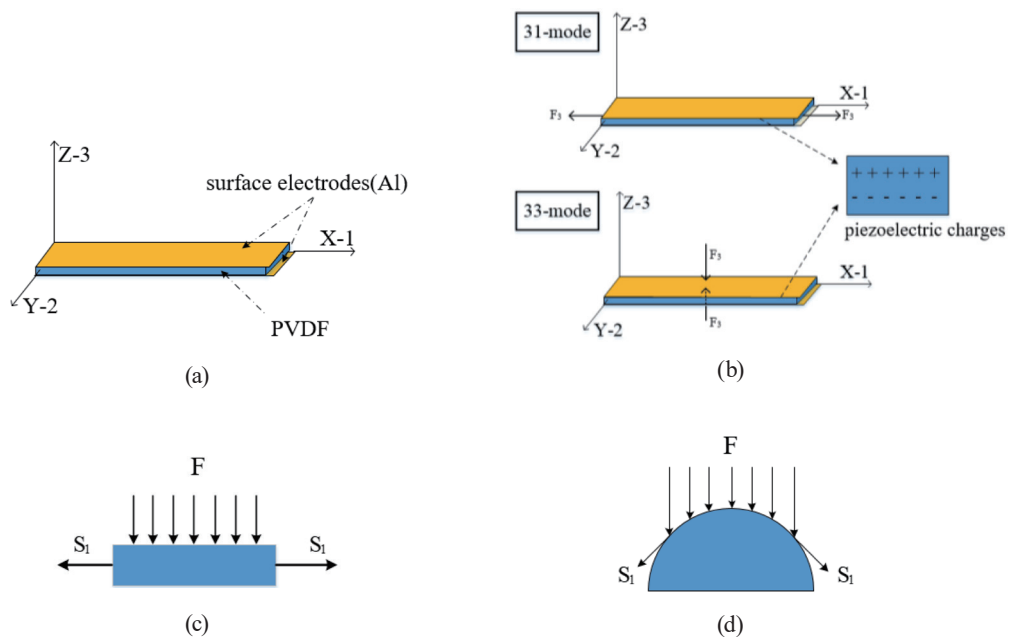 Z-3
surface electrodes(Al)
X-1
Y-2
PVDF
(a)
31-mode
Z-3
X-1
F₃
F₃
Y-2
+ + + + + +
- - - - - -
piezoelectric charges
33-mode
Z-3
F₃
X-1
F₃
Y-2
(b)
F
S₁
S₁
(c)
F
S₁
S₁
(d)